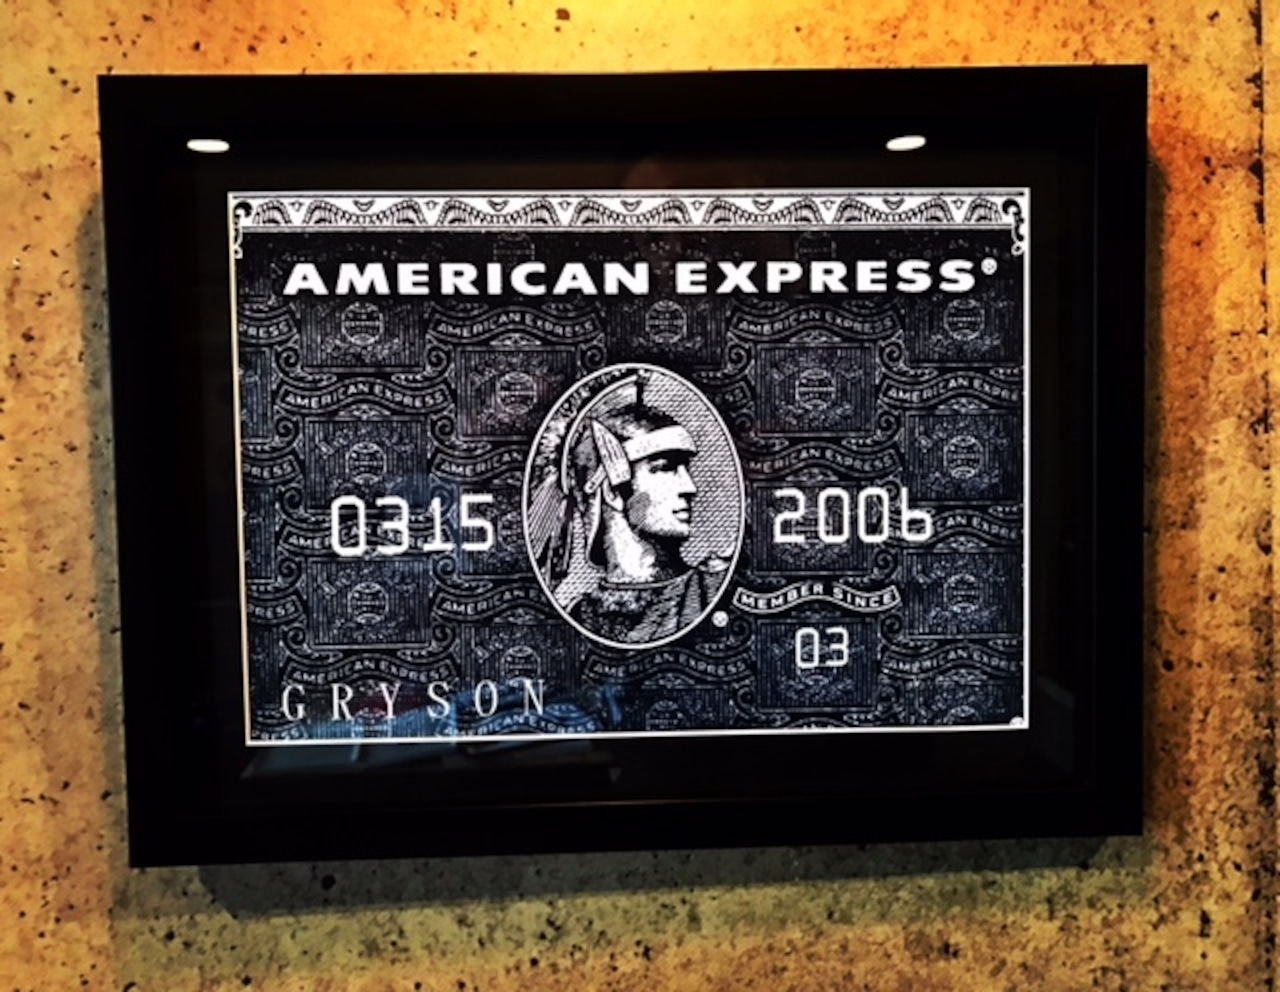 AMERICAN EXPRESS®
0315 2006
MEMBER SINCE
03
GRYSON